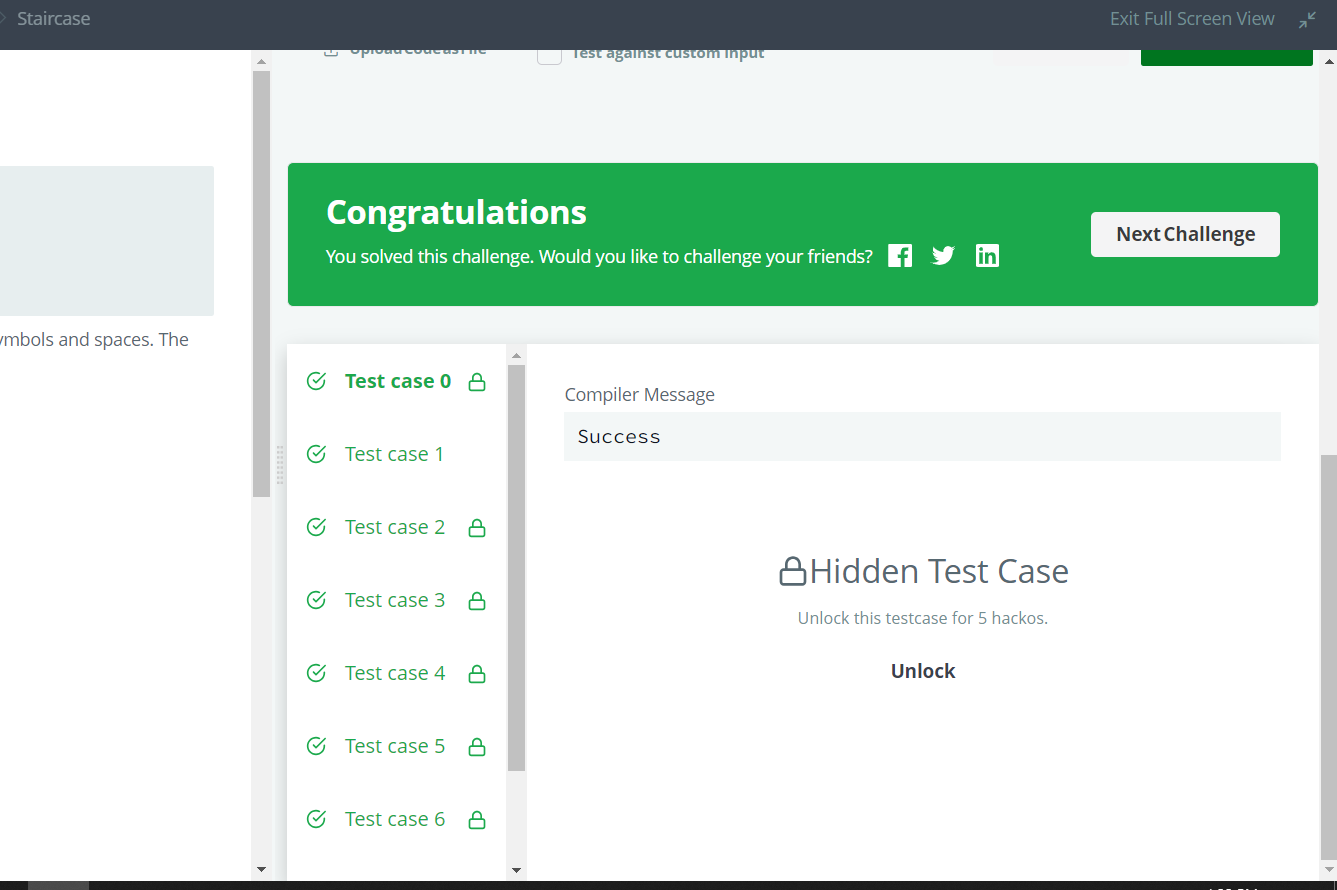 Staircase
Exit Full Screen View
Upload Code as File
Test against custom input
Congratulations
You solved this challenge. Would you like to challenge your friends?
Next Challenge
ymbols and spaces. The
Test case 0
Test case 1
Test case 2
Test case 3
Test case 4
Test case 5
Test case 6
Compiler Message
Success
Hidden Test Case
Unlock this testcase for 5 hackos.
Unlock